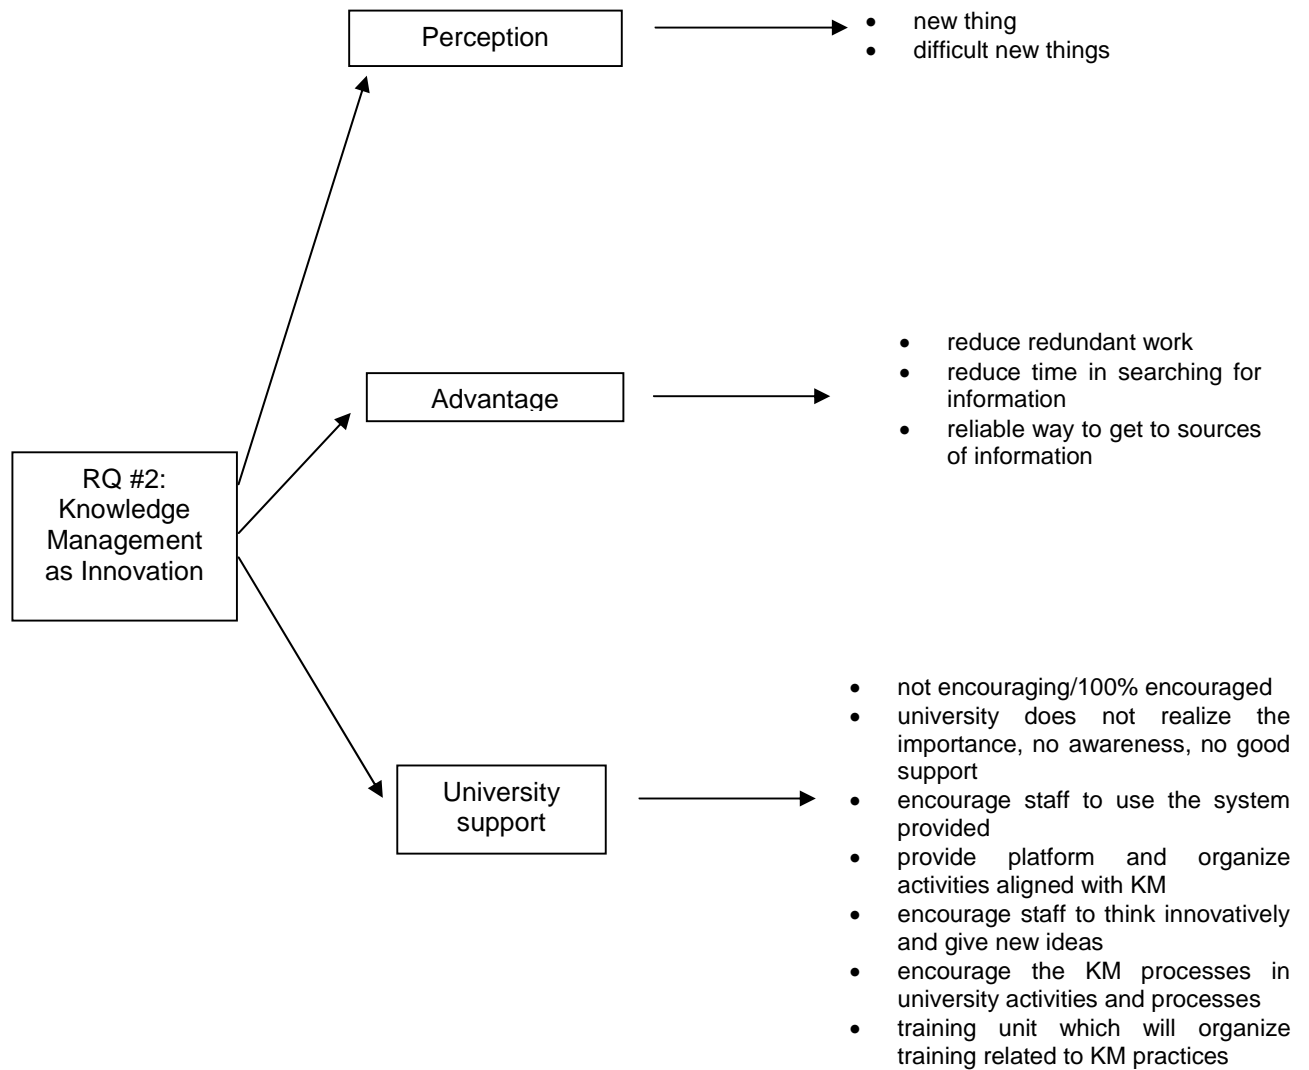 Perception
• new thing
• difficult new things
Advantage
• reduce redundant work
• reduce time in searching for
information
• reliable way to get to sources
of information
RQ #2:
Knowledge
Management
as Innovation
University
support
• not encouraging/100% encouraged
• university does not realize the
importance, no awareness, no good
support
• encourage staff to use the system
provided
• provide platform and organize
activities aligned with KM
• encourage staff to think innovatively
and give new ideas
• encourage the KM processes in
university activities and processes
• training unit which will organize
training related to KM practices